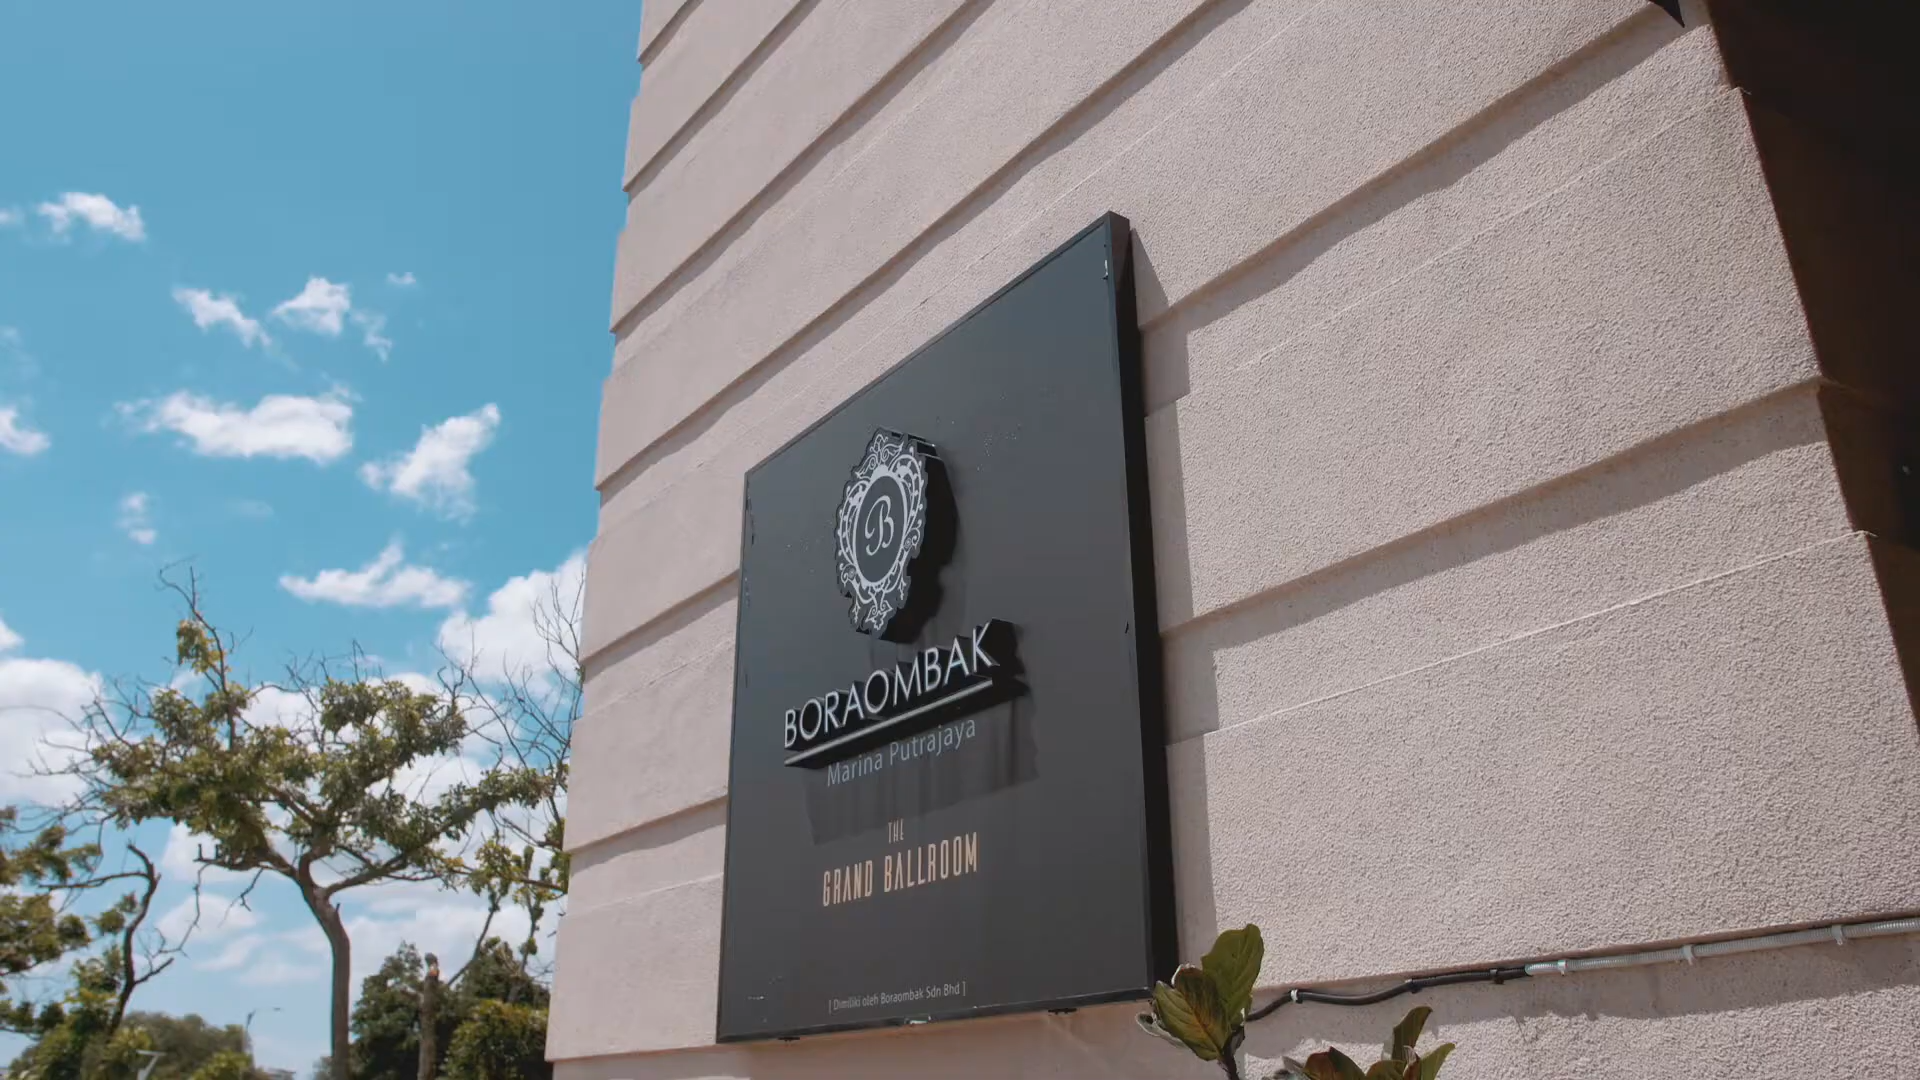 B
BORAOMBAK
Marina Putrajaya
THE
GRAND BALLROOM
[ Dimiliki oleh Boraombak Sdn Bhd ]